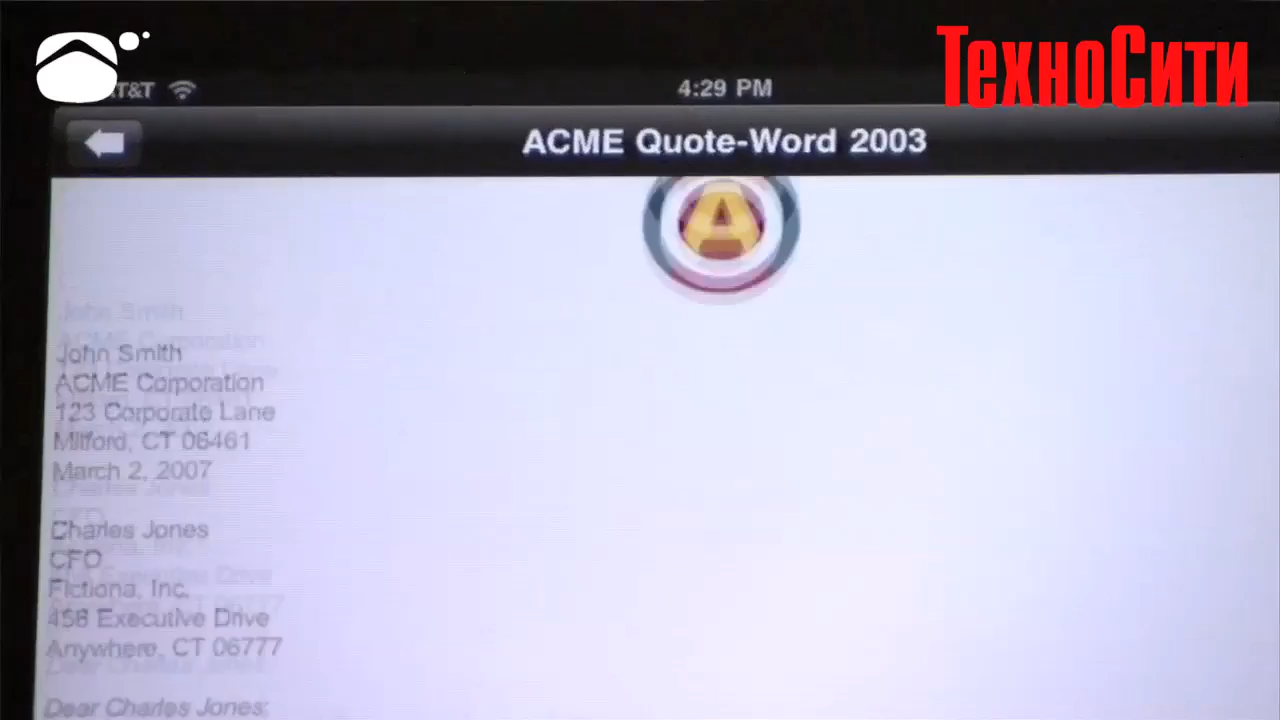 ТехноСити
AT&T
4:29 PM
ACME Quote-Word 2003
A
John Smith
ACME Corporation
123 Corporate Lane
Milford, CT 06461
March 2, 2007
Charles Jones
CFO
Fictiona, Inc.
458 Executive Drive
Anywhere, CT 06777
Dear Charles Jones: